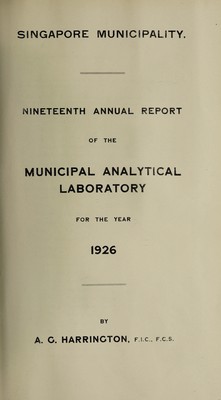 SINGAPORE MUNICIPALITY.
NINETEENTH ANNUAL REPORT
OF THE
MUNICIPAL ANALYTICAL
LABORATORY
FOR THE YEAR
1926
BY
A. G. HARRINGTON, F.I.C., F.C.S.